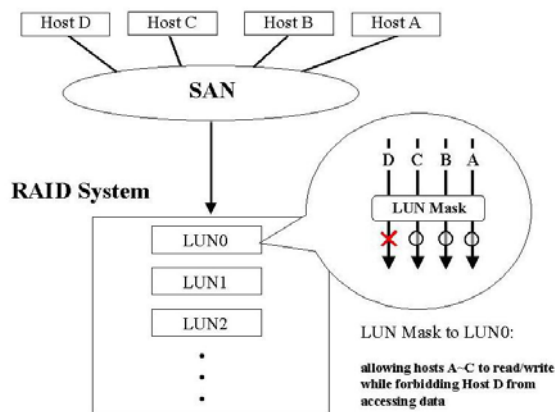 Host D
Host C
Host B
Host A
SAN
D C B A
LUN Mask
RAID System
LUN0
LUN1
LUN2
LUN Mask to LUN0:
allowing hosts A~C to read/write
while forbidding Host D from
accessing data